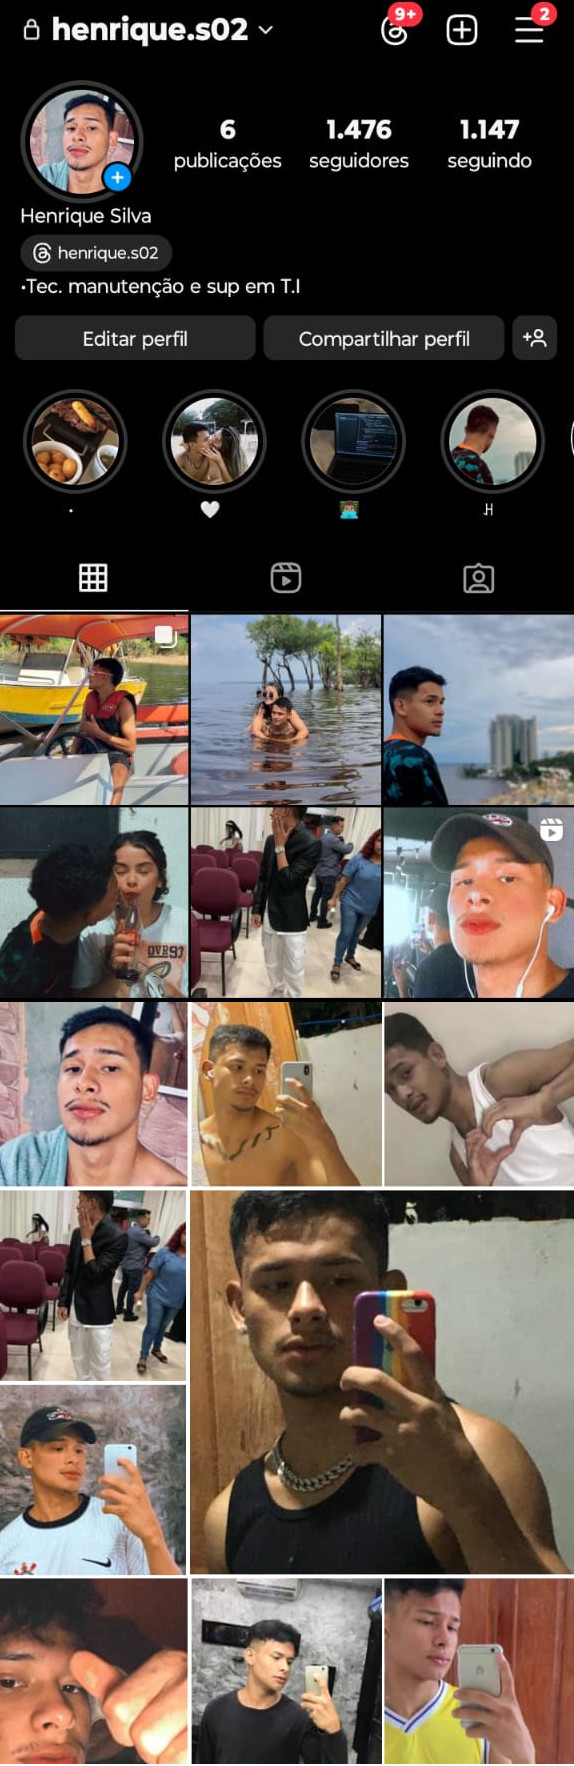 henrique.s02
9+
2
6
publicações
1.476
seguidores
1.147
seguindo
Henrique Silva
henrique.s02
•Tec. manutenção e sup em T.I
Editar perfil
Compartilhar perfil
OVR93